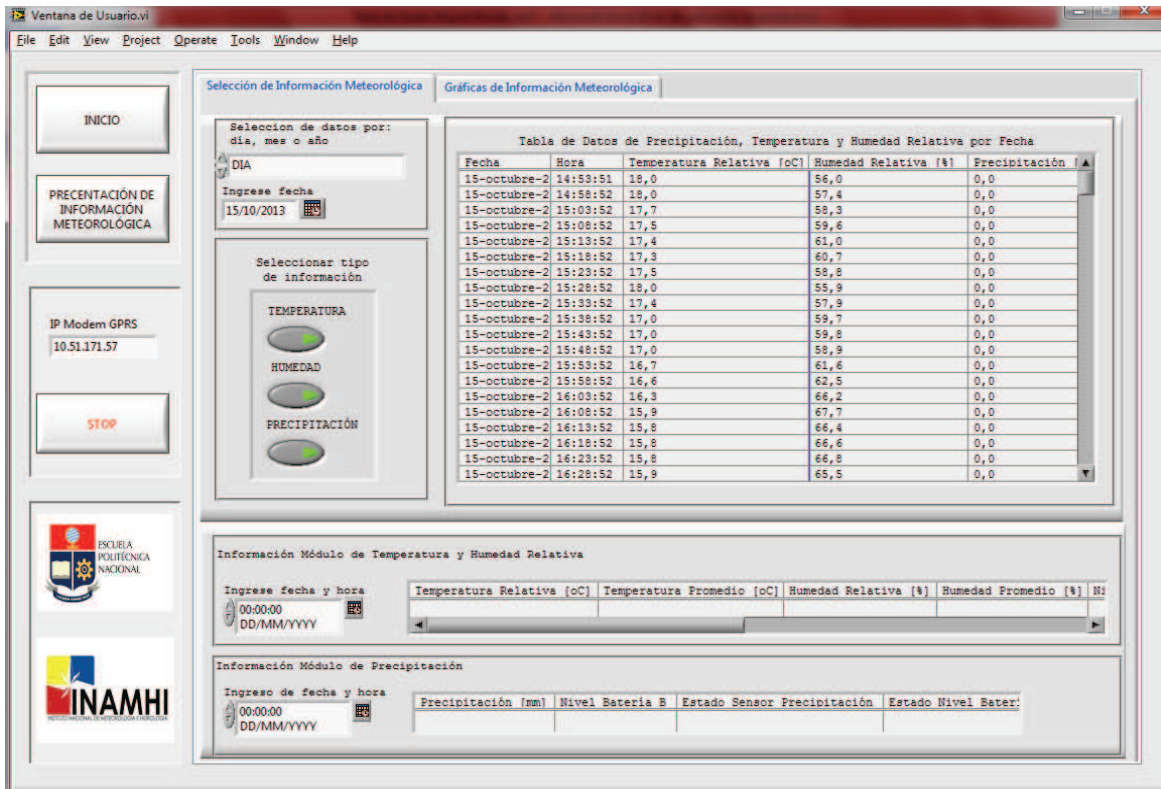 Ventana de Usuario.vi
File Edit View Project Operate Tools Window Help
INICIO
PRECENTACIÓN DE
INFORMACIÓN
METEOROLÓGICA
IP Modem GPRS
10.51.171.57
STOP
ESCUELA
POLITÉCNICA
NACIONAL
INAMHI
INSTITUTO NACIONAL DE METEOROLOGIA E HIDROLOGIA
Selección de Información Meteorológica
Gráficas de Información Meteorológica
Seleccion de datos por:
día, mes o año
DIA
Ingrese fecha
15/10/2013
Seleccionar tipo
de información
TEMPERATURA
HUMEDAD
PRECIPITACIÓN
Tabla de Datos de Precipitación, Temperatura y Humedad Relativa por Fecha
Fecha Hora Temperatura Relativa [oC] Humedad Relativa [%] Precipitación [
15-octubre-2 14:53:51 18,0 56,0 0,0
15-octubre-2 14:58:52 18,0 57,4 0,0
15-octubre-2 15:03:52 17,7 58,3 0,0
15-octubre-2 15:08:52 17,5 59,6 0,0
15-octubre-2 15:13:52 17,4 61,0 0,0
15-octubre-2 15:18:52 17,3 60,7 0,0
15-octubre-2 15:23:52 17,5 58,8 0,0
15-octubre-2 15:28:52 18,0 55,9 0,0
15-octubre-2 15:33:52 17,4 57,9 0,0
15-octubre-2 15:38:52 17,0 59,7 0,0
15-octubre-2 15:43:52 17,0 59,8 0,0
15-octubre-2 15:48:52 17,0 58,9 0,0
15-octubre-2 15:53:52 16,7 61,6 0,0
15-octubre-2 15:58:52 16,6 62,5 0,0
15-octubre-2 16:03:52 16,3 66,2 0,0
15-octubre-2 16:08:52 15,9 67,7 0,0
15-octubre-2 16:13:52 15,8 66,4 0,0
15-octubre-2 16:18:52 15,8 66,6 0,0
15-octubre-2 16:23:52 15,8 66,8 0,0
15-octubre-2 16:28:52 15,9 65,5 0,0
Información Módulo de Temperatura y Humedad Relativa
Ingrese fecha y hora
00:00:00
DD/MM/YYYY
Temperatura Relativa [oC] Temperatura Promedio [oC] Humedad Relativa [%] Humedad Promedio [%] Ni
Información Módulo de Precipitación
Ingreso de fecha y hora
00:00:00
DD/MM/YYYY
Precipitación [mm] Nivel Batería B Estado Sensor Precipitación Estado Nivel Bater